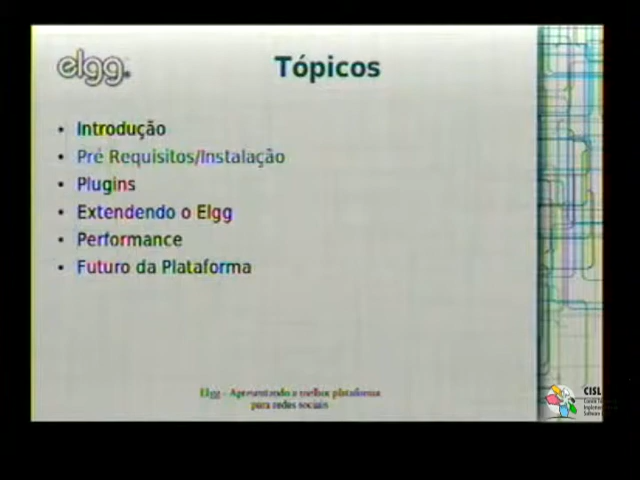 elgg.
Tópicos
• Introdução
• Pré Requisitos/Instalação
• Plugins
• Extendendo o Elgg
• Performance
• Futuro da Plataforma
Elgg - Apresentando a melhor plataforma
para redes sociais
CISL